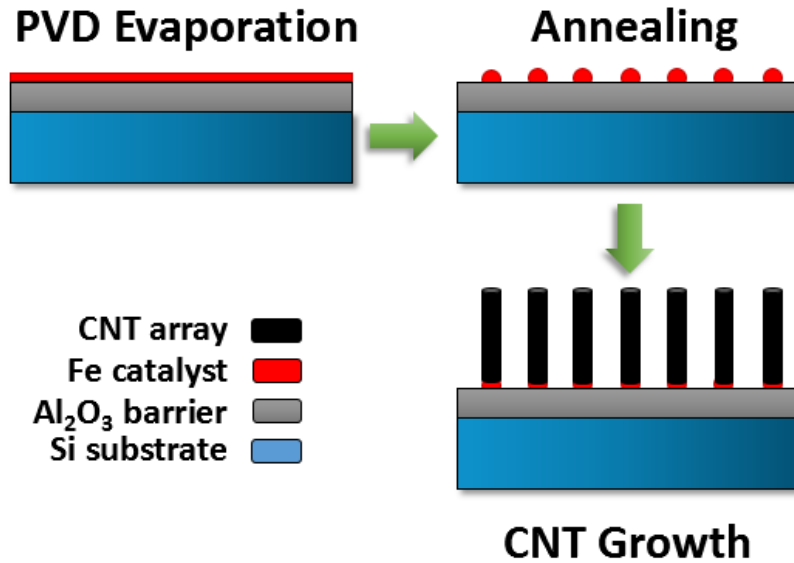 PVD Evaporation
Annealing
CNT array
Fe catalyst
Al₂O₃ barrier
Si substrate
CNT Growth